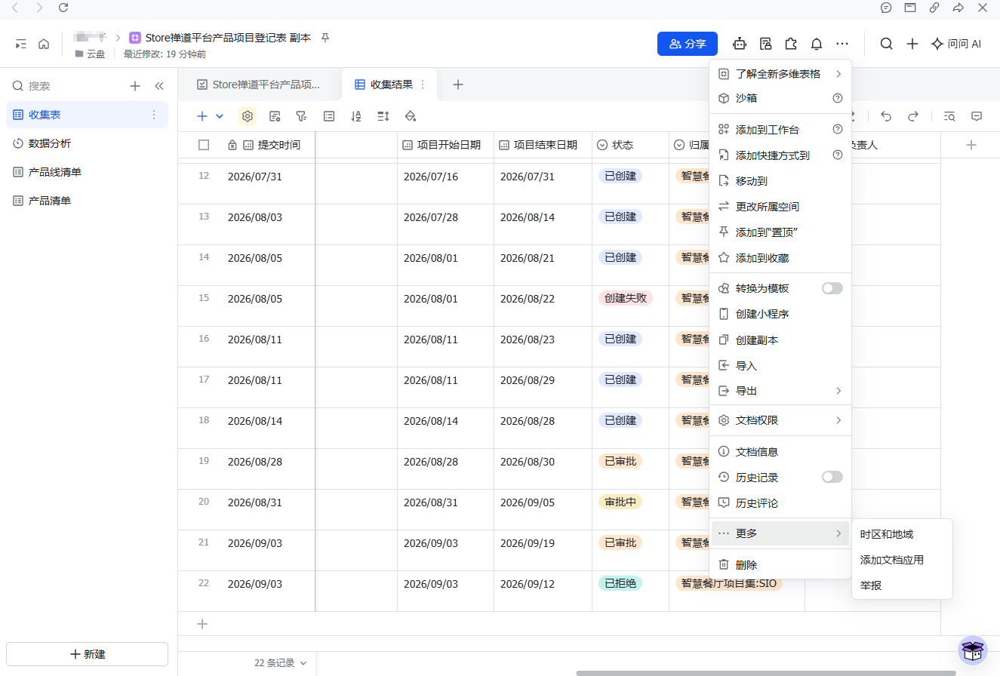 Store禅道平台产品项目登记表 副本
云盘
最近修改: 19 分钟前
分享
问问 AI
搜索
收集表
数据分析
产品线清单
产品清单
新建
Store禅道平台产品项...
收集结果
提交时间
项目开始日期
项目结束日期
状态
归属
负责人
12 2026/07/31 2026/07/16 2026/07/31 已创建 智慧餐
13 2026/08/03 2026/07/28 2026/08/14 已创建 智慧餐
14 2026/08/05 2026/08/01 2026/08/21 已创建 智慧餐
15 2026/08/05 2026/08/01 2026/08/22 创建失败 智慧餐
16 2026/08/11 2026/08/11 2026/08/23 已创建 智慧餐
17 2026/08/11 2026/08/11 2026/08/29 已创建 智慧餐
18 2026/08/14 2026/08/14 2026/08/28 已创建 智慧餐
19 2026/08/28 2026/08/28 2026/08/30 已审批 智慧餐
20 2026/08/31 2026/08/31 2026/09/05 审批中 智慧餐
21 2026/09/03 2026/09/03 2026/09/19 已审批 智慧餐
22 2026/09/03 2026/09/03 2026/09/12 已拒绝 智慧餐厅项目集:SIO
22 条记录
了解全新多维表格
沙箱
添加到工作台
添加快捷方式到
移动到
更改所属空间
添加到“置顶”
添加到收藏
转换为模板
创建小程序
创建副本
导入
导出
文档权限
文档信息
历史记录
历史评论
更多
删除
时区和地域
添加文档应用
举报